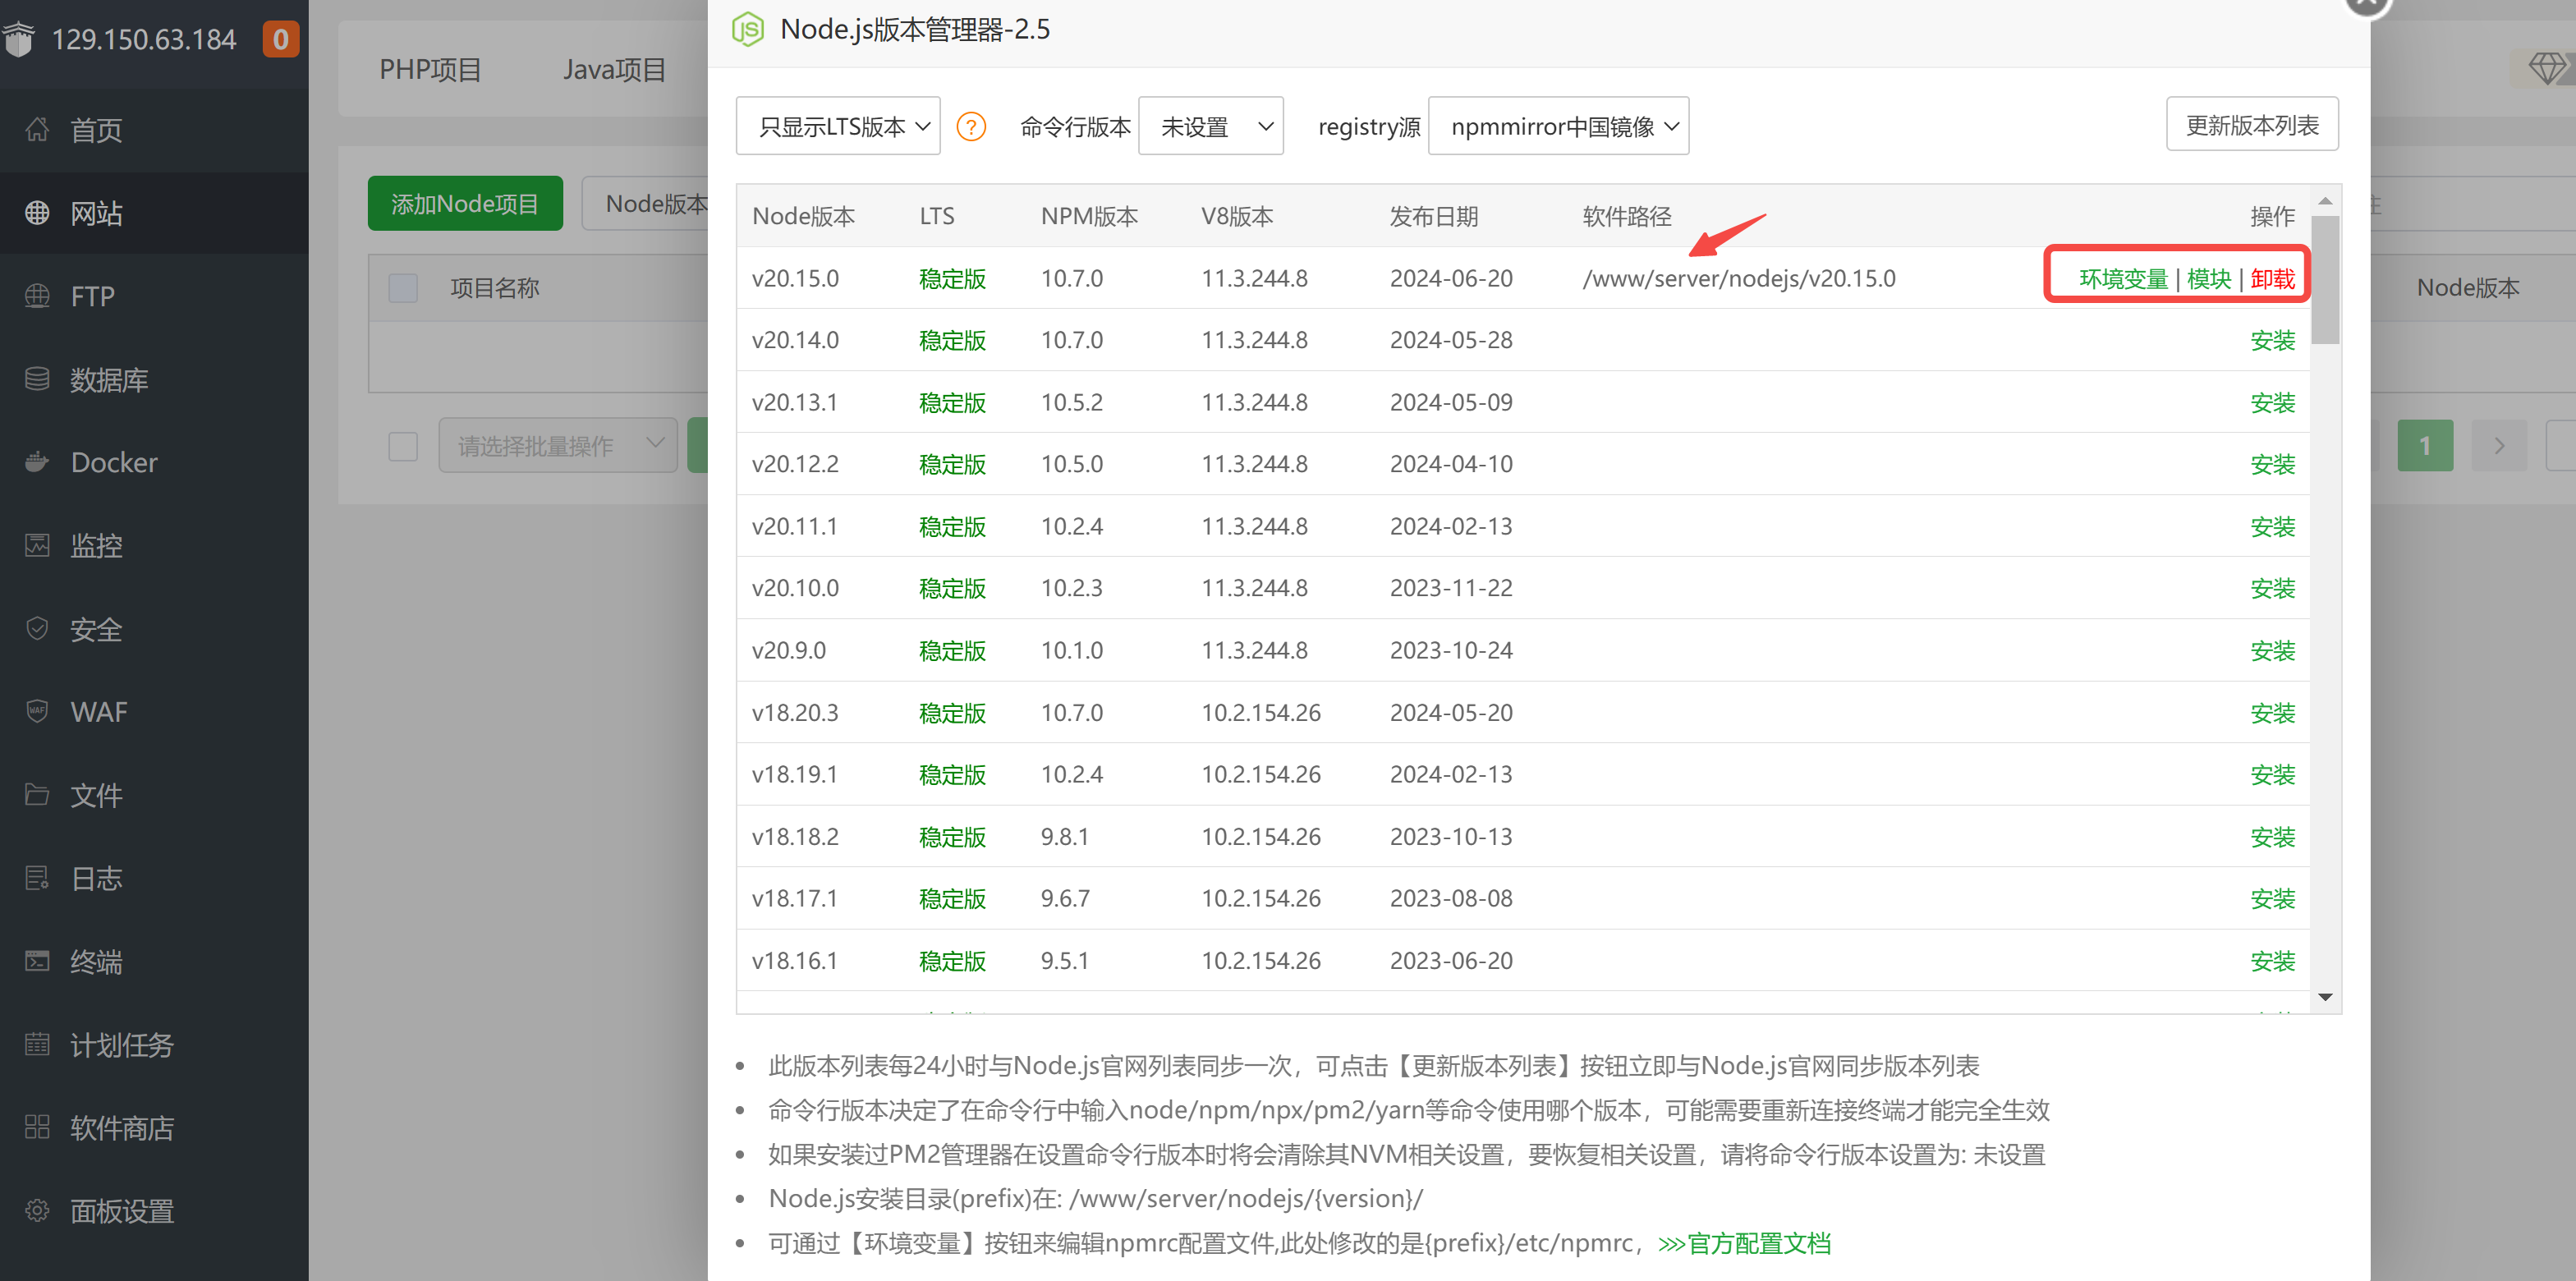 129.150.63.184 0
首页
网站
FTP
数据库
Docker
监控
安全
WAF
文件
日志
终端
计划任务
软件商店
面板设置
PHP项目 Java项目
添加Node项目 Node版本
项目名称
请选择批量操作
Node.js版本管理器-2.5
只显示LTS版本 ? 命令行版本 未设置 registry源 npmmirror中国镜像 更新版本列表
Node版本 LTS NPM版本 V8版本 发布日期 软件路径 操作
v20.15.0 稳定版 10.7.0 11.3.244.8 2024-06-20 /www/server/nodejs/v20.15.0 环境变量 | 模块 | 卸载
v20.14.0 稳定版 10.7.0 11.3.244.8 2024-05-28 安装
v20.13.1 稳定版 10.5.2 11.3.244.8 2024-05-09 安装
v20.12.2 稳定版 10.5.0 11.3.244.8 2024-04-10 安装
v20.11.1 稳定版 10.2.4 11.3.244.8 2024-02-13 安装
v20.10.0 稳定版 10.2.3 11.3.244.8 2023-11-22 安装
v20.9.0 稳定版 10.1.0 11.3.244.8 2023-10-24 安装
v18.20.3 稳定版 10.7.0 10.2.154.26 2024-05-20 安装
v18.19.1 稳定版 10.2.4 10.2.154.26 2024-02-13 安装
v18.18.2 稳定版 9.8.1 10.2.154.26 2023-10-13 安装
v18.17.1 稳定版 9.6.7 10.2.154.26 2023-08-08 安装
v18.16.1 稳定版 9.5.1 10.2.154.26 2023-06-20 安装
此版本列表每24小时与Node.js官网列表同步一次，可点击【更新版本列表】按钮立即与Node.js官网同步版本列表
命令行版本决定了在命令行中输入node/npm/npx/pm2/yarn等命令使用哪个版本，可能需要重新连接终端才能完全生效
如果安装过PM2管理器在设置命令行版本时将会清除其NVM相关设置，要恢复相关设置，请将命令行版本设置为: 未设置
Node.js安装目录(prefix)在: /www/server/nodejs/{version}/
可通过【环境变量】按钮来编辑npmrc配置文件,此处修改的是{prefix}/etc/npmrc，>>>官方配置文档
Node版本
1